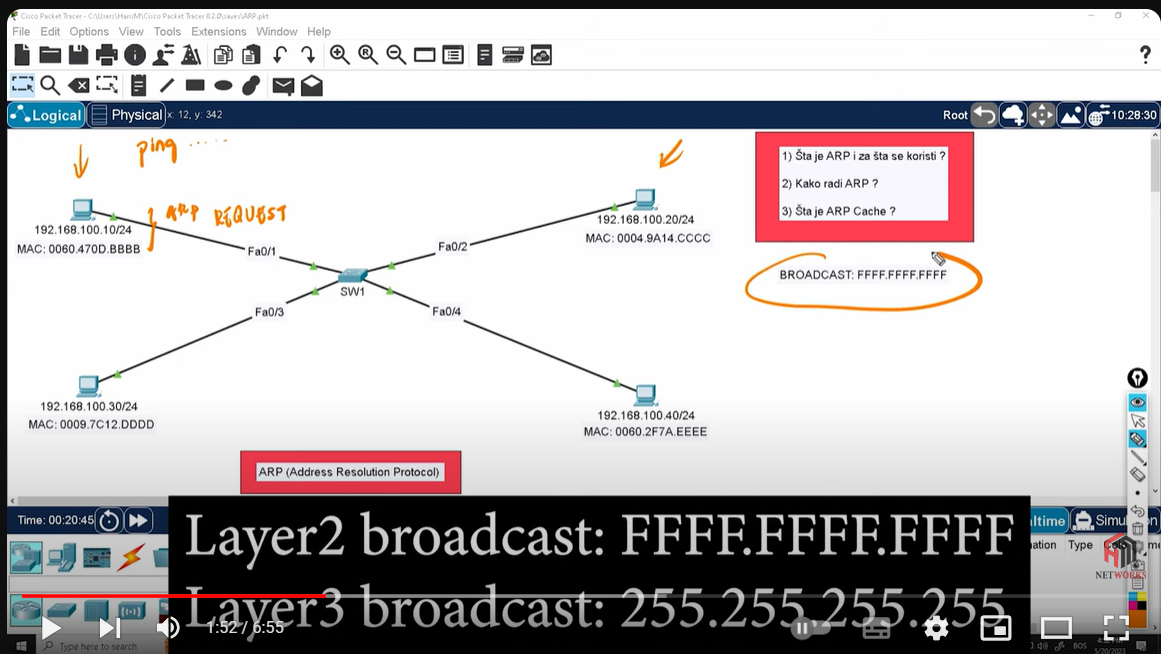 Cisco Packet Tracer - C:\Users\HarisM\Cisco Packet Tracer 8.2.0\saves\ARP.pkt
File Edit Options View Tools Extensions Window Help
Logical Physical x: 12, y: 342 Root 10:28:30
ping ......
ARP REQUEST
192.168.100.10/24
MAC: 0060.470D.BBBB
192.168.100.20/24
MAC: 0004.9A14.CCCC
Fa0/1
Fa0/2
SW1
Fa0/3
Fa0/4
192.168.100.30/24
MAC: 0009.7C12.DDDD
192.168.100.40/24
MAC: 0060.2F7A.EEEE
1) Šta je ARP i za šta se koristi ?
2) Kako radi ARP ?
3) Šta je ARP Cache ?
BROADCAST: FFFF.FFFF.FFFF
ARP (Address Resolution Protocol)
Time: 00:20:45
Layer2 broadcast: FFFF.FFFF.FFFF
Layer3 broadcast: 255.255.255.255
Type
NETWORKS
1:52 / 6:55
Type here to search
BOS
5/20/2023